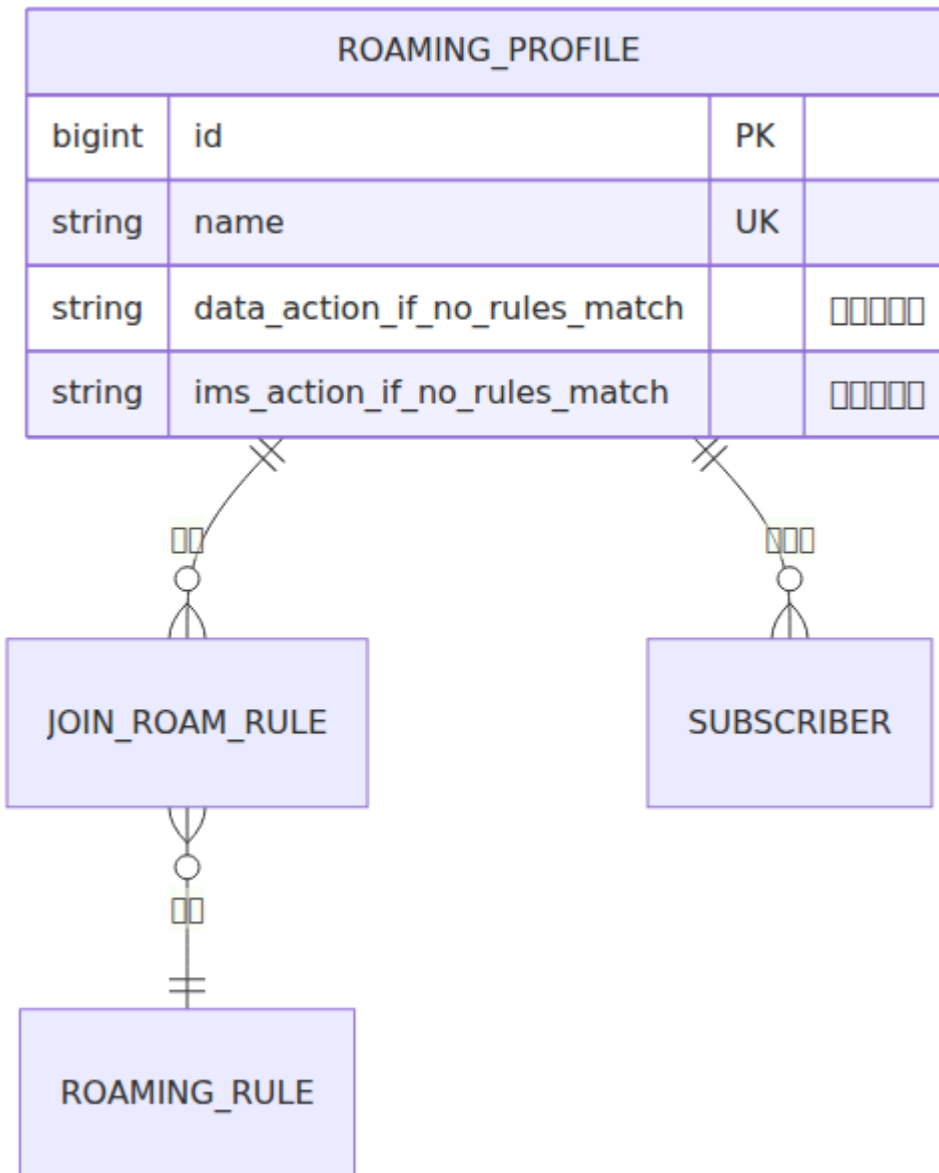 ROAMING_PROFILE
bigint id PK
string name UK
string data_action_if_no_rules_match
string ims_action_if_no_rules_match
JOIN_ROAM_RULE
SUBSCRIBER
ROAMING_RULE